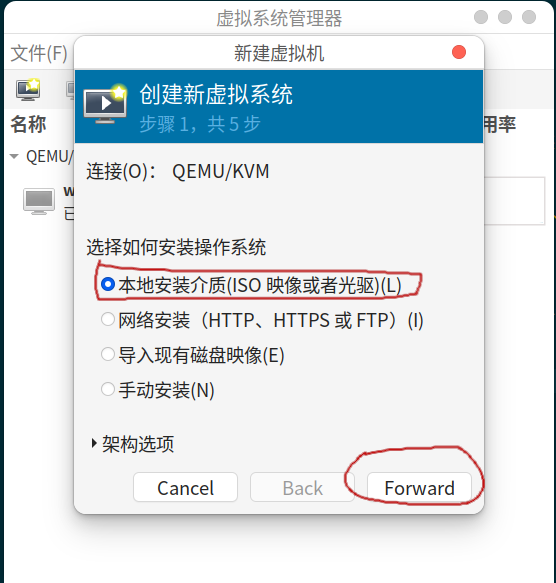 虚拟系统管理器
文件(F)
新建虚拟机
创建新虚拟系统
步骤 1，共 5 步
名称
用率
QEMU/
连接(O)： QEMU/KVM
选择如何安装操作系统
本地安装介质(ISO 映像或者光驱)(L)
网络安装（HTTP、HTTPS 或 FTP）(I)
导入现有磁盘映像(E)
手动安装(N)
架构选项
Cancel
Back
Forward